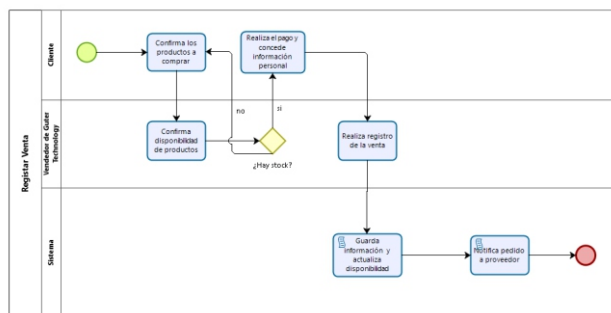 Registar Venta
Cliente
Confirma los
productos a
comprar
Realiza el pago y
concede
información
personal
no
si
Vendedor de Guter
Technology
Confirma
disponibilidad
de productos
¿Hay stock?
Realiza registro
de la venta
Sistema
Guarda
información y
actualiza
disponibilidad
Notifica pedido
a proveedor